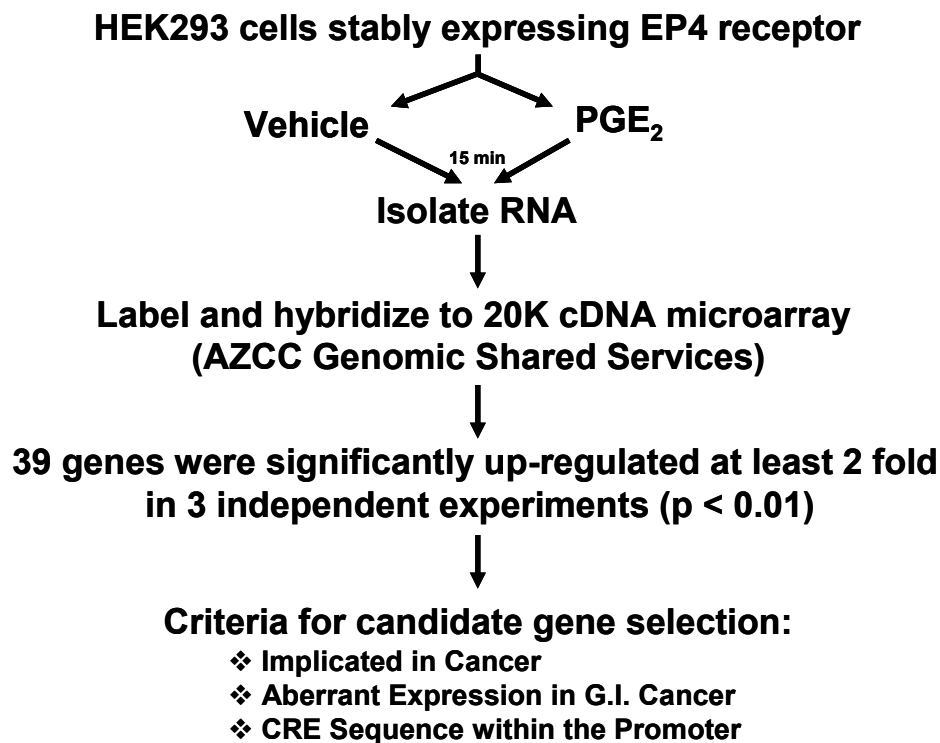 HEK293 cells stably expressing EP4 receptor
Vehicle
PGE₂
15 min
Isolate RNA
Label and hybridize to 20K cDNA microarray
(AZCC Genomic Shared Services)
39 genes were significantly up-regulated at least 2 fold
in 3 independent experiments (p < 0.01)
Criteria for candidate gene selection:
❖ Implicated in Cancer
❖ Aberrant Expression in G.I. Cancer
❖ CRE Sequence within the Promoter